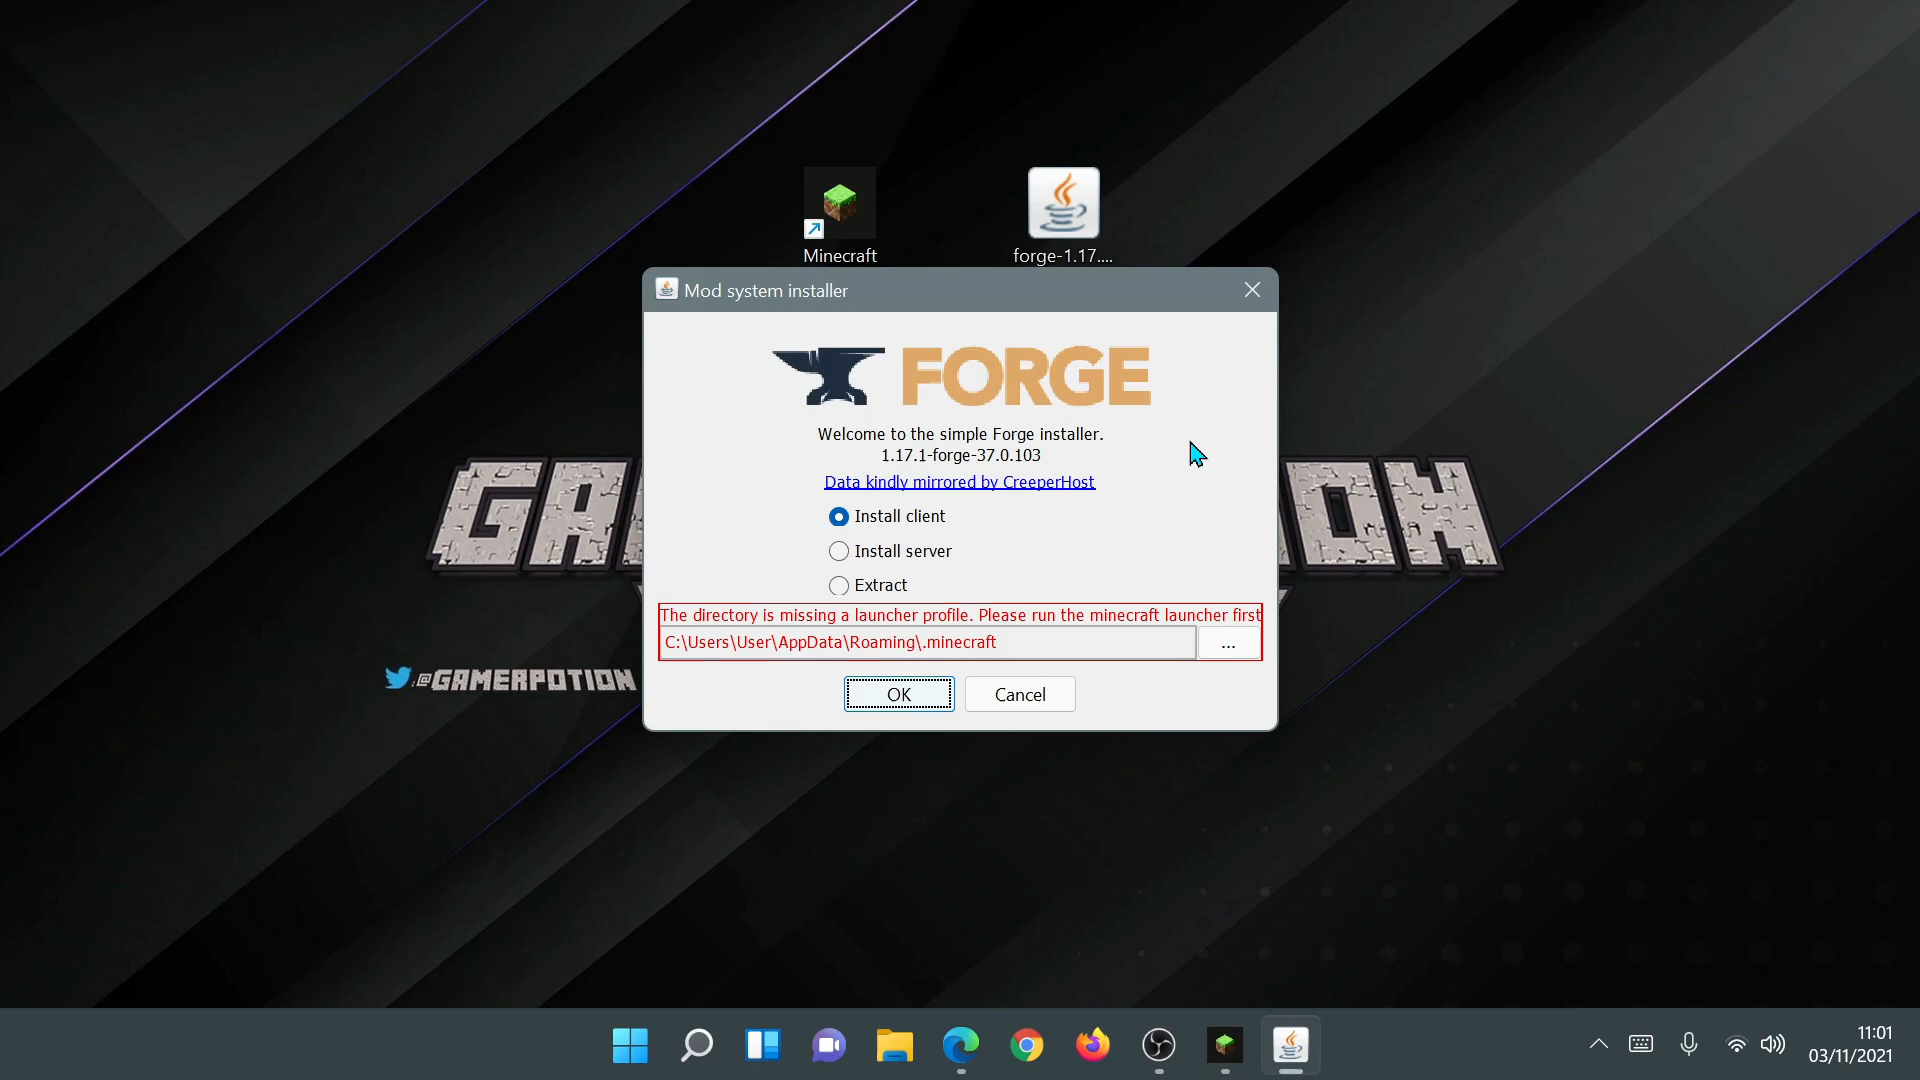 Minecraft
forge-1.17....
Mod system installer
FORGE
Welcome to the simple Forge installer.
1.17.1-forge-37.0.103
Data kindly mirrored by CreeperHost
Install client
Install server
Extract
The directory is missing a launcher profile. Please run the minecraft launcher first
C:\Users\User\AppData\Roaming\.minecraft
...
OK
Cancel
GA
ON
:@GAMERPOTION
11:01
03/11/2021